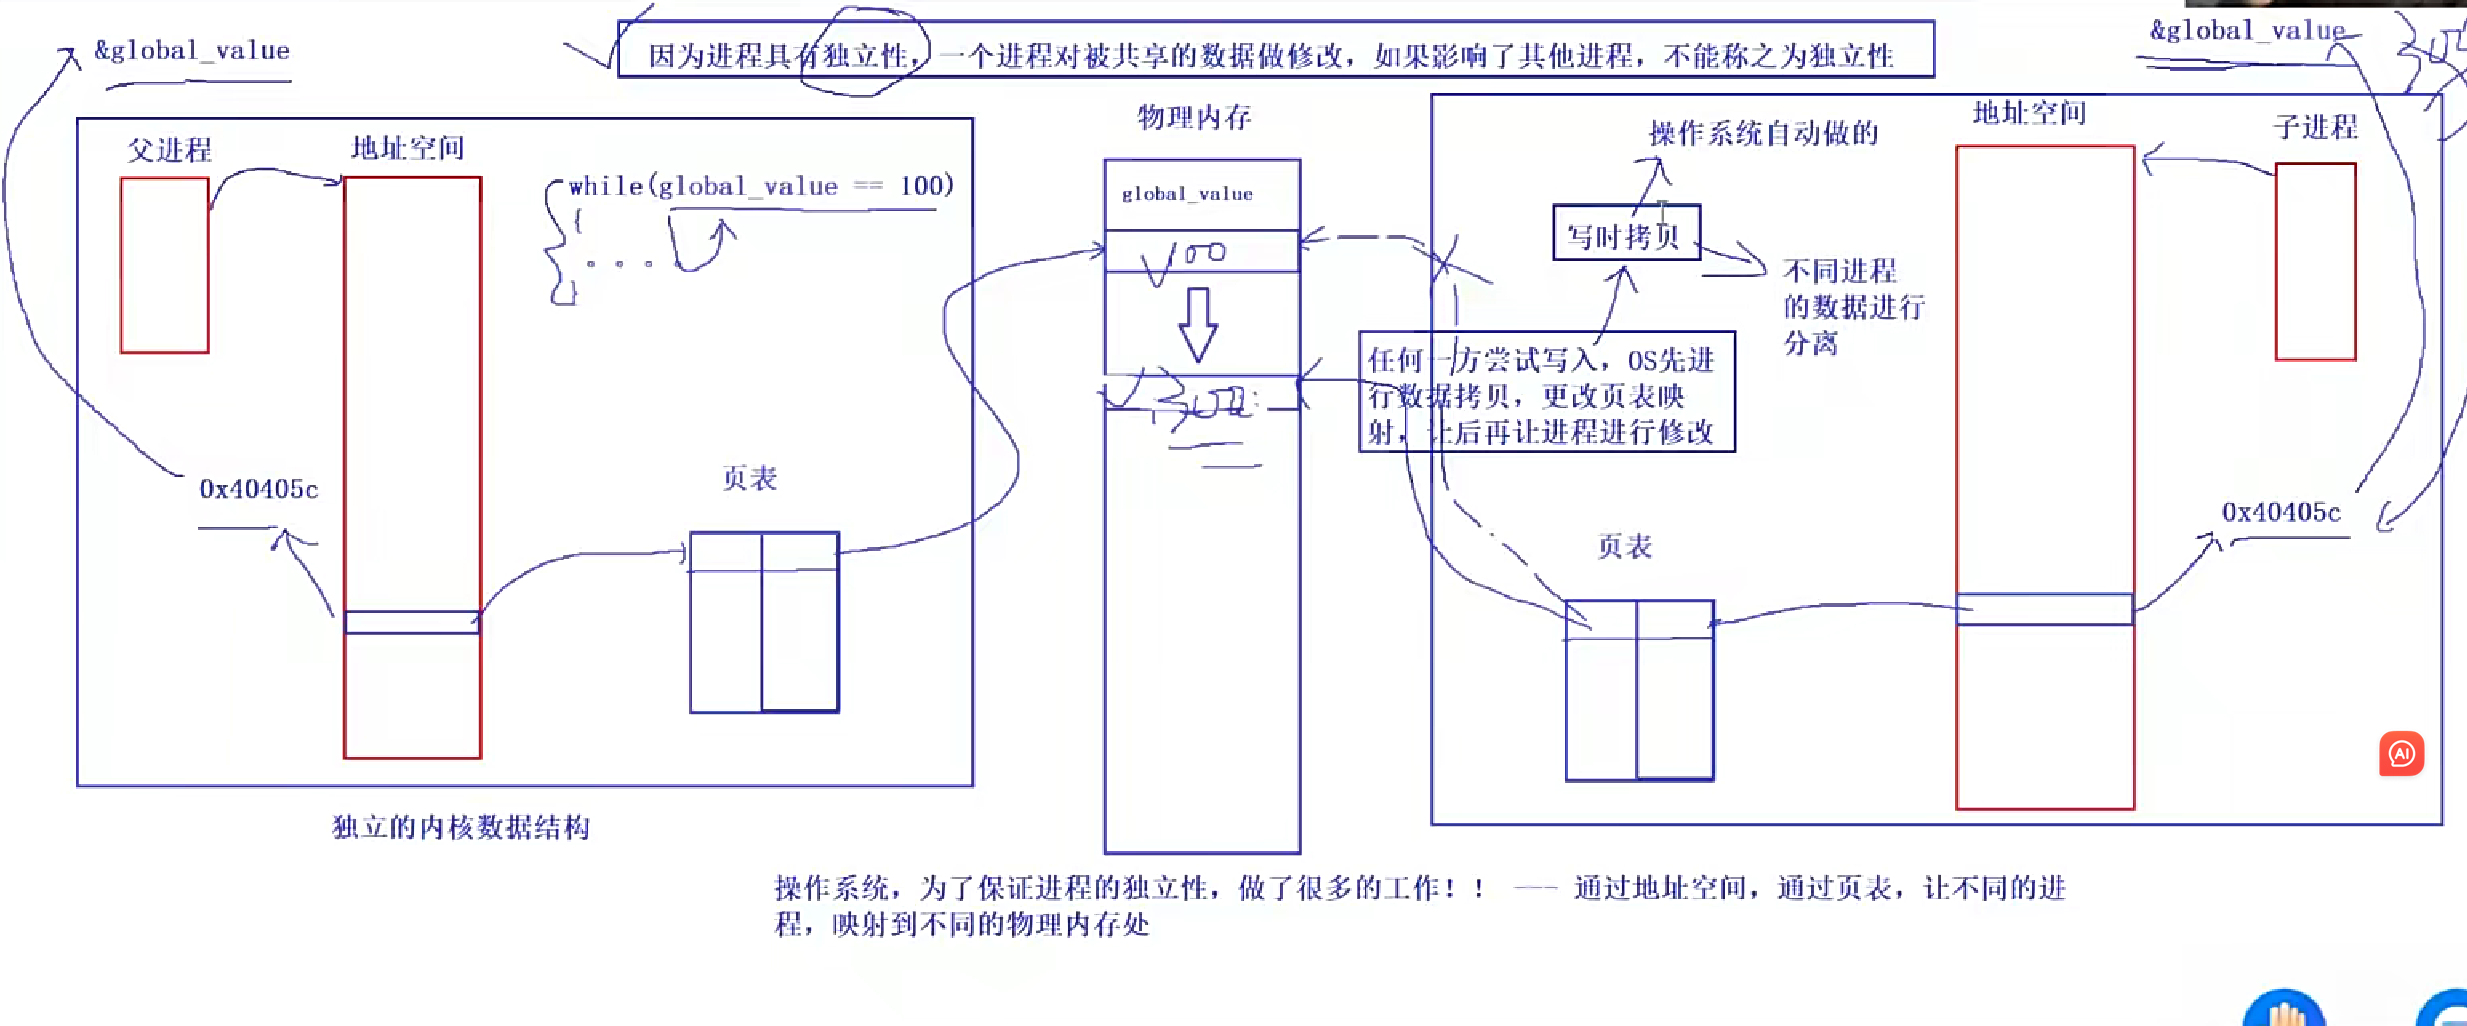 &global_value
因为进程具有独立性，一个进程对被共享的数据做修改，如果影响了其他进程，不能称之为独立性
&global_value
父进程
地址空间
while(global_value == 100)
{
。。。。
}
物理内存
global_value
100
300
操作系统自动做的
写时拷贝
不同进程
的数据进行
分离
任何一方尝试写入，OS先进
行数据拷贝，更改页表映
射，让后再让进程进行修改
地址空间
子进程
0x40405c
页表
页表
0x40405c
独立的内核数据结构
操作系统，为了保证进程的独立性，做了很多的工作！！ --- 通过地址空间，通过页表，让不同的进
程，映射到不同的物理内存处
AI